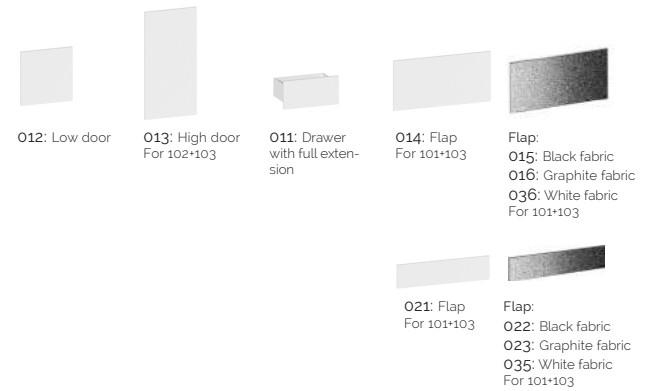 012: Low door
013: High door
For 102+103
011: Drawer
with full exten-
sion
014: Flap
For 101+103
Flap:
015: Black fabric
016: Graphite fabric
036: White fabric
For 101+103
021: Flap
For 101+103
Flap:
022: Black fabric
023: Graphite fabric
035: White fabric
For 101+103